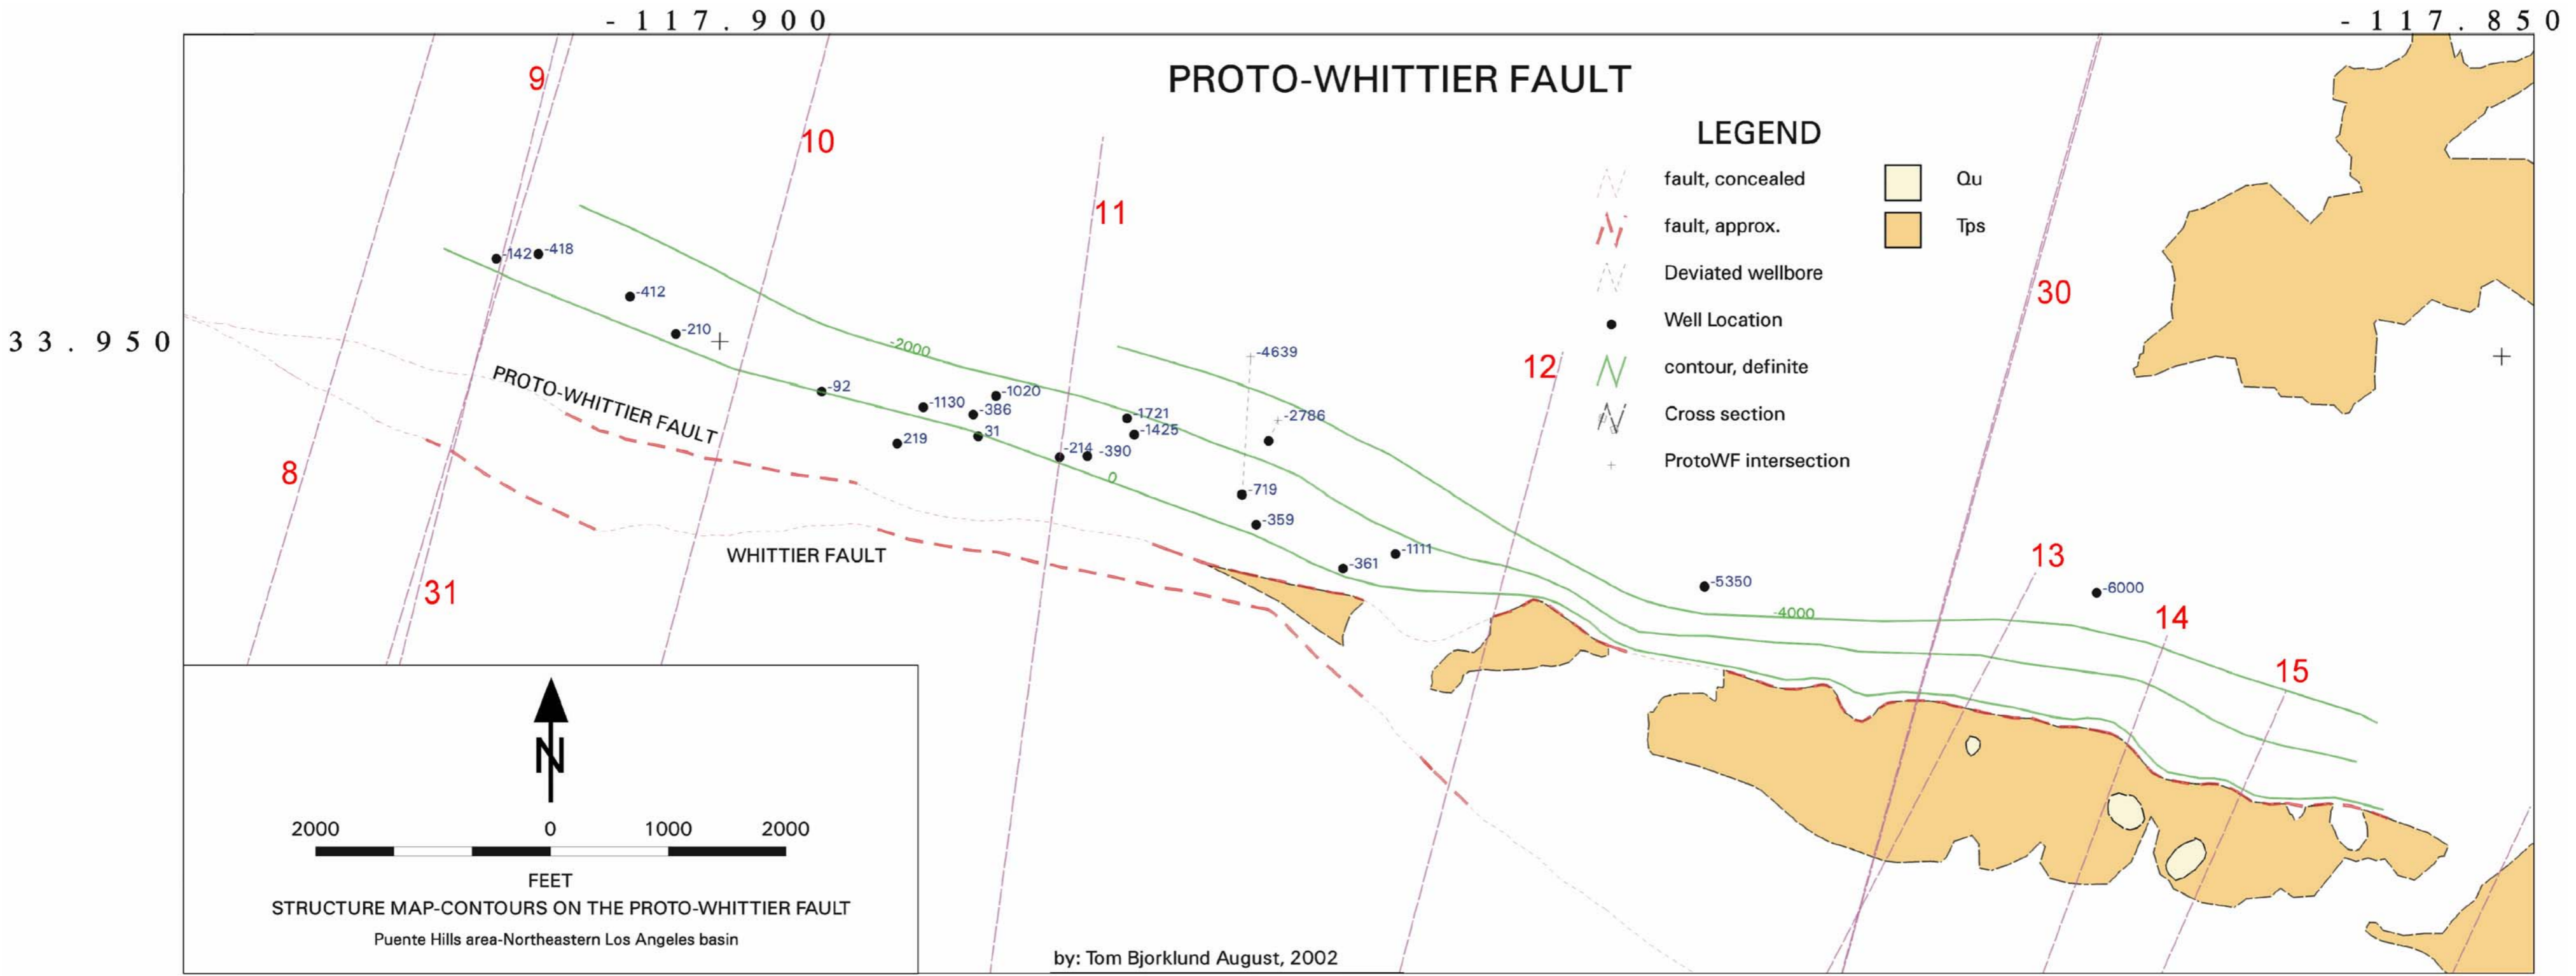 - 117.900
- 117.850
33.950
PROTO-WHITTIER FAULT
LEGEND
fault, concealed
fault, approx.
Deviated wellbore
Well Location
contour, definite
Cross section
ProtoWF intersection
Qu
Tps
9
10
11
30
12
8
31
13
14
15
-142
-418
-412
-210
-92
-2000
-1130
-1020
-386
219
31
-4639
-1721
-1425
-2786
-214
-390
0
-719
-359
-361
-1111
-5350
-4000
-6000
PROTO-WHITTIER FAULT
WHITTIER FAULT
N
2000 0 1000 2000
FEET
STRUCTURE MAP-CONTOURS ON THE PROTO-WHITTIER FAULT
Puente Hills area-Northeastern Los Angeles basin
by: Tom Bjorklund August, 2002